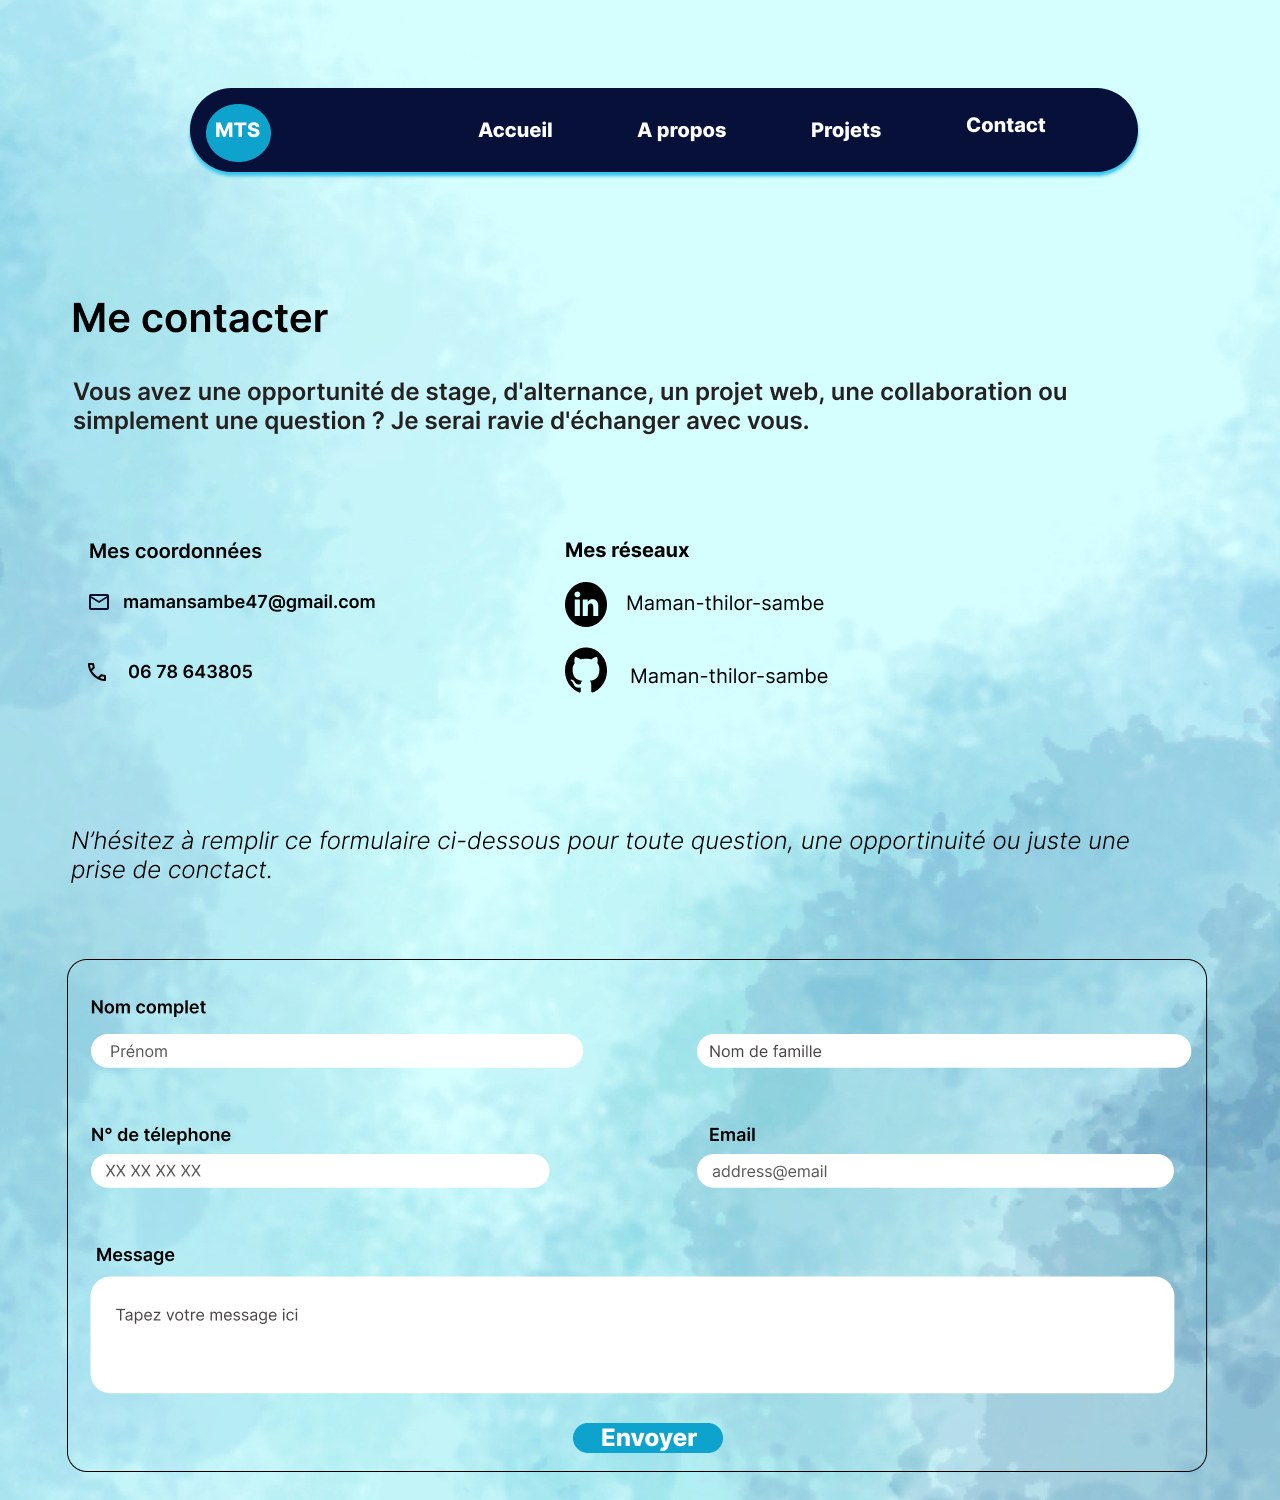 MTS
Accueil
A propos
Projets
Contact
Me contacter
Vous avez une opportunité de stage, d'alternance, un projet web, une collaboration ou
simplement une question ? Je serai ravie d'échanger avec vous.
Mes coordonnées
mamansambe47@gmail.com
06 78 643805
Mes réseaux
in
Maman-thilor-sambe
Maman-thilor-sambe
N’hésitez à remplir ce formulaire ci-dessous pour toute question, une opportinuité ou juste une
prise de conctact.
Nom complet
Prénom
Nom de famille
N° de télephone
XX XX XX XX
Email
address@email
Message
Tapez votre message ici
Envoyer